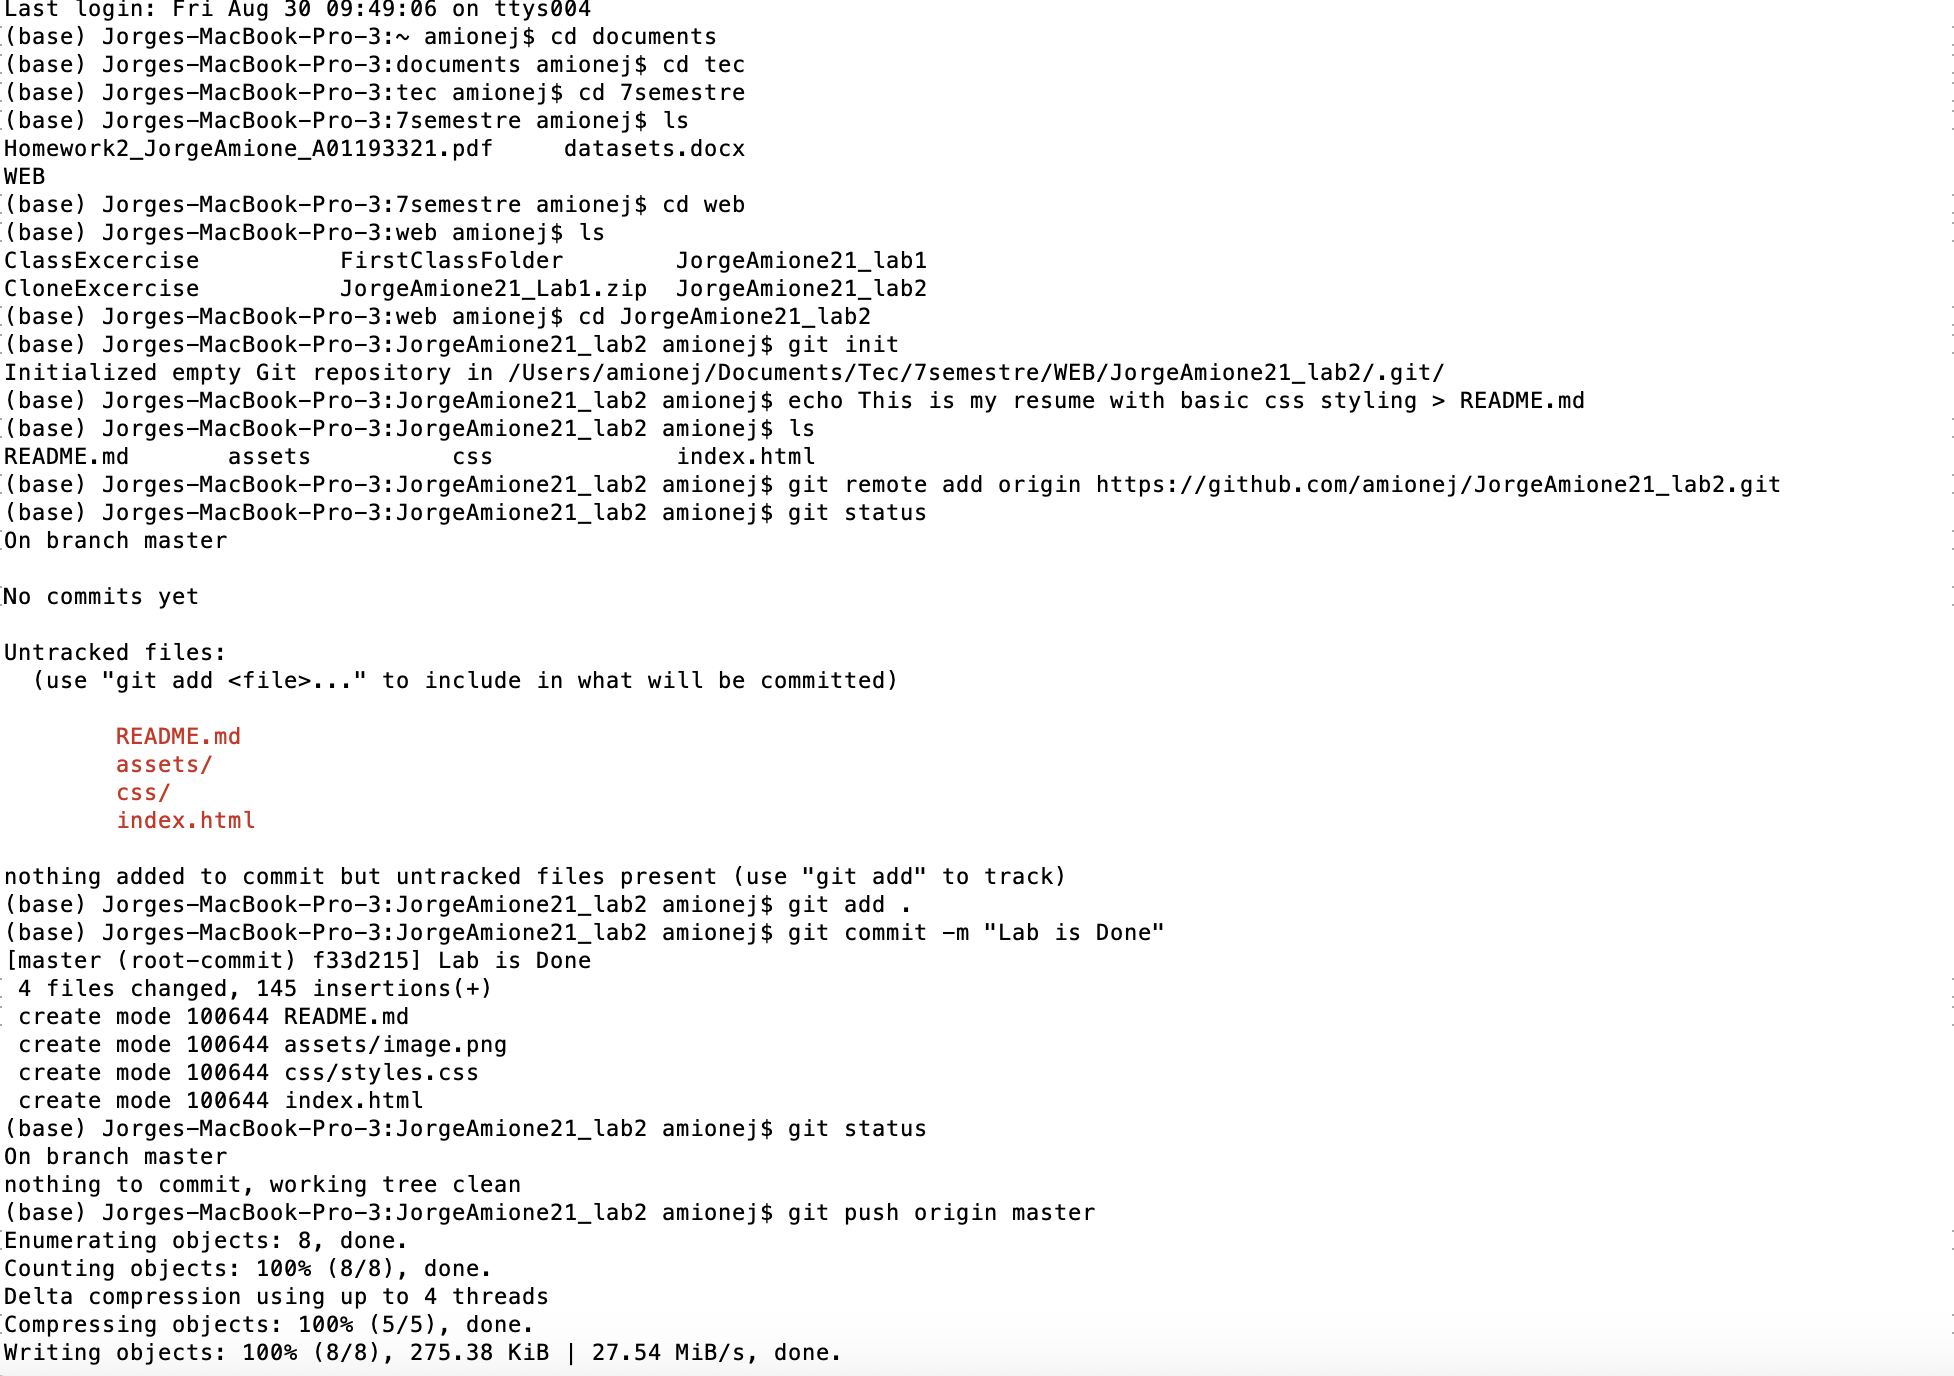 Last login: Fri Aug 30 09:49:06 on ttys004
(base) Jorges-MacBook-Pro-3:~ amionej$ cd documents
(base) Jorges-MacBook-Pro-3:documents amionej$ cd tec
(base) Jorges-MacBook-Pro-3:tec amionej$ cd 7semestre
(base) Jorges-MacBook-Pro-3:7semestre amionej$ ls
Homework2_JorgeAmione_A01193321.pdf     datasets.docx
WEB
(base) Jorges-MacBook-Pro-3:7semestre amionej$ cd web
(base) Jorges-MacBook-Pro-3:web amionej$ ls
ClassExcercise          FirstClassFolder        JorgeAmione21_lab1
CloneExcercise          JorgeAmione21_Lab1.zip  JorgeAmione21_lab2
(base) Jorges-MacBook-Pro-3:web amionej$ cd JorgeAmione21_lab2
(base) Jorges-MacBook-Pro-3:JorgeAmione21_lab2 amionej$ git init
Initialized empty Git repository in /Users/amionej/Documents/Tec/7semestre/WEB/JorgeAmione21_lab2/.git/
(base) Jorges-MacBook-Pro-3:JorgeAmione21_lab2 amionej$ echo This is my resume with basic css styling > README.md
(base) Jorges-MacBook-Pro-3:JorgeAmione21_lab2 amionej$ ls
README.md       assets          css             index.html
(base) Jorges-MacBook-Pro-3:JorgeAmione21_lab2 amionej$ git remote add origin https://github.com/amionej/JorgeAmione21_lab2.git
(base) Jorges-MacBook-Pro-3:JorgeAmione21_lab2 amionej$ git status
On branch master
No commits yet
Untracked files:
  (use "git add <file>..." to include in what will be committed)
        README.md
        assets/
        css/
        index.html
nothing added to commit but untracked files present (use "git add" to track)
(base) Jorges-MacBook-Pro-3:JorgeAmione21_lab2 amionej$ git add .
(base) Jorges-MacBook-Pro-3:JorgeAmione21_lab2 amionej$ git commit -m "Lab is Done"
[master (root-commit) f33d215] Lab is Done
 4 files changed, 145 insertions(+)
 create mode 100644 README.md
 create mode 100644 assets/image.png
 create mode 100644 css/styles.css
 create mode 100644 index.html
(base) Jorges-MacBook-Pro-3:JorgeAmione21_lab2 amionej$ git status
On branch master
nothing to commit, working tree clean
(base) Jorges-MacBook-Pro-3:JorgeAmione21_lab2 amionej$ git push origin master
Enumerating objects: 8, done.
Counting objects: 100% (8/8), done.
Delta compression using up to 4 threads
Compressing objects: 100% (5/5), done.
Writing objects: 100% (8/8), 275.38 KiB | 27.54 MiB/s, done.